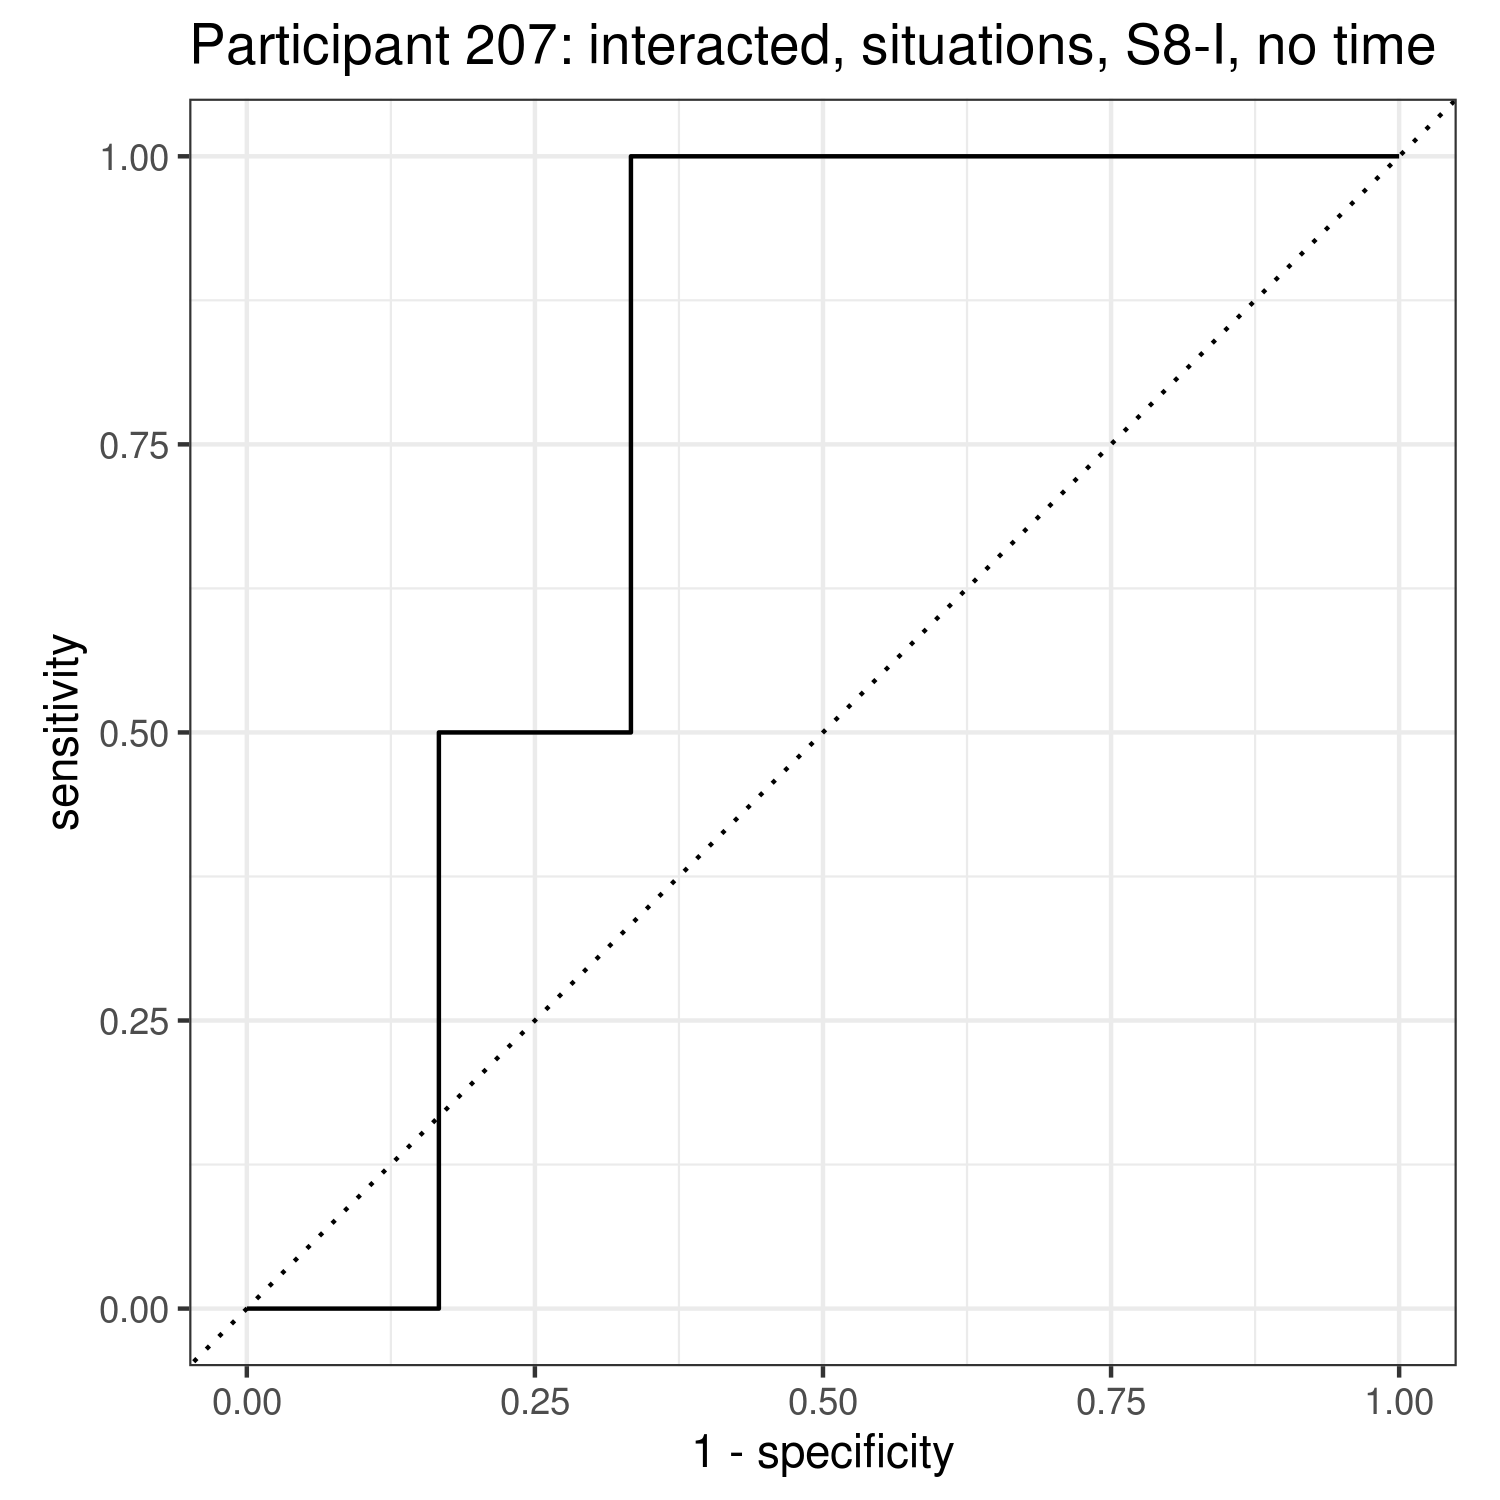 Participant 207: interacted, situations, S8-I, no time
1.00
0.75
0.50
0.25
0.00
sensitivity
0.00 0.25 0.50 0.75 1.00
1 - specificity